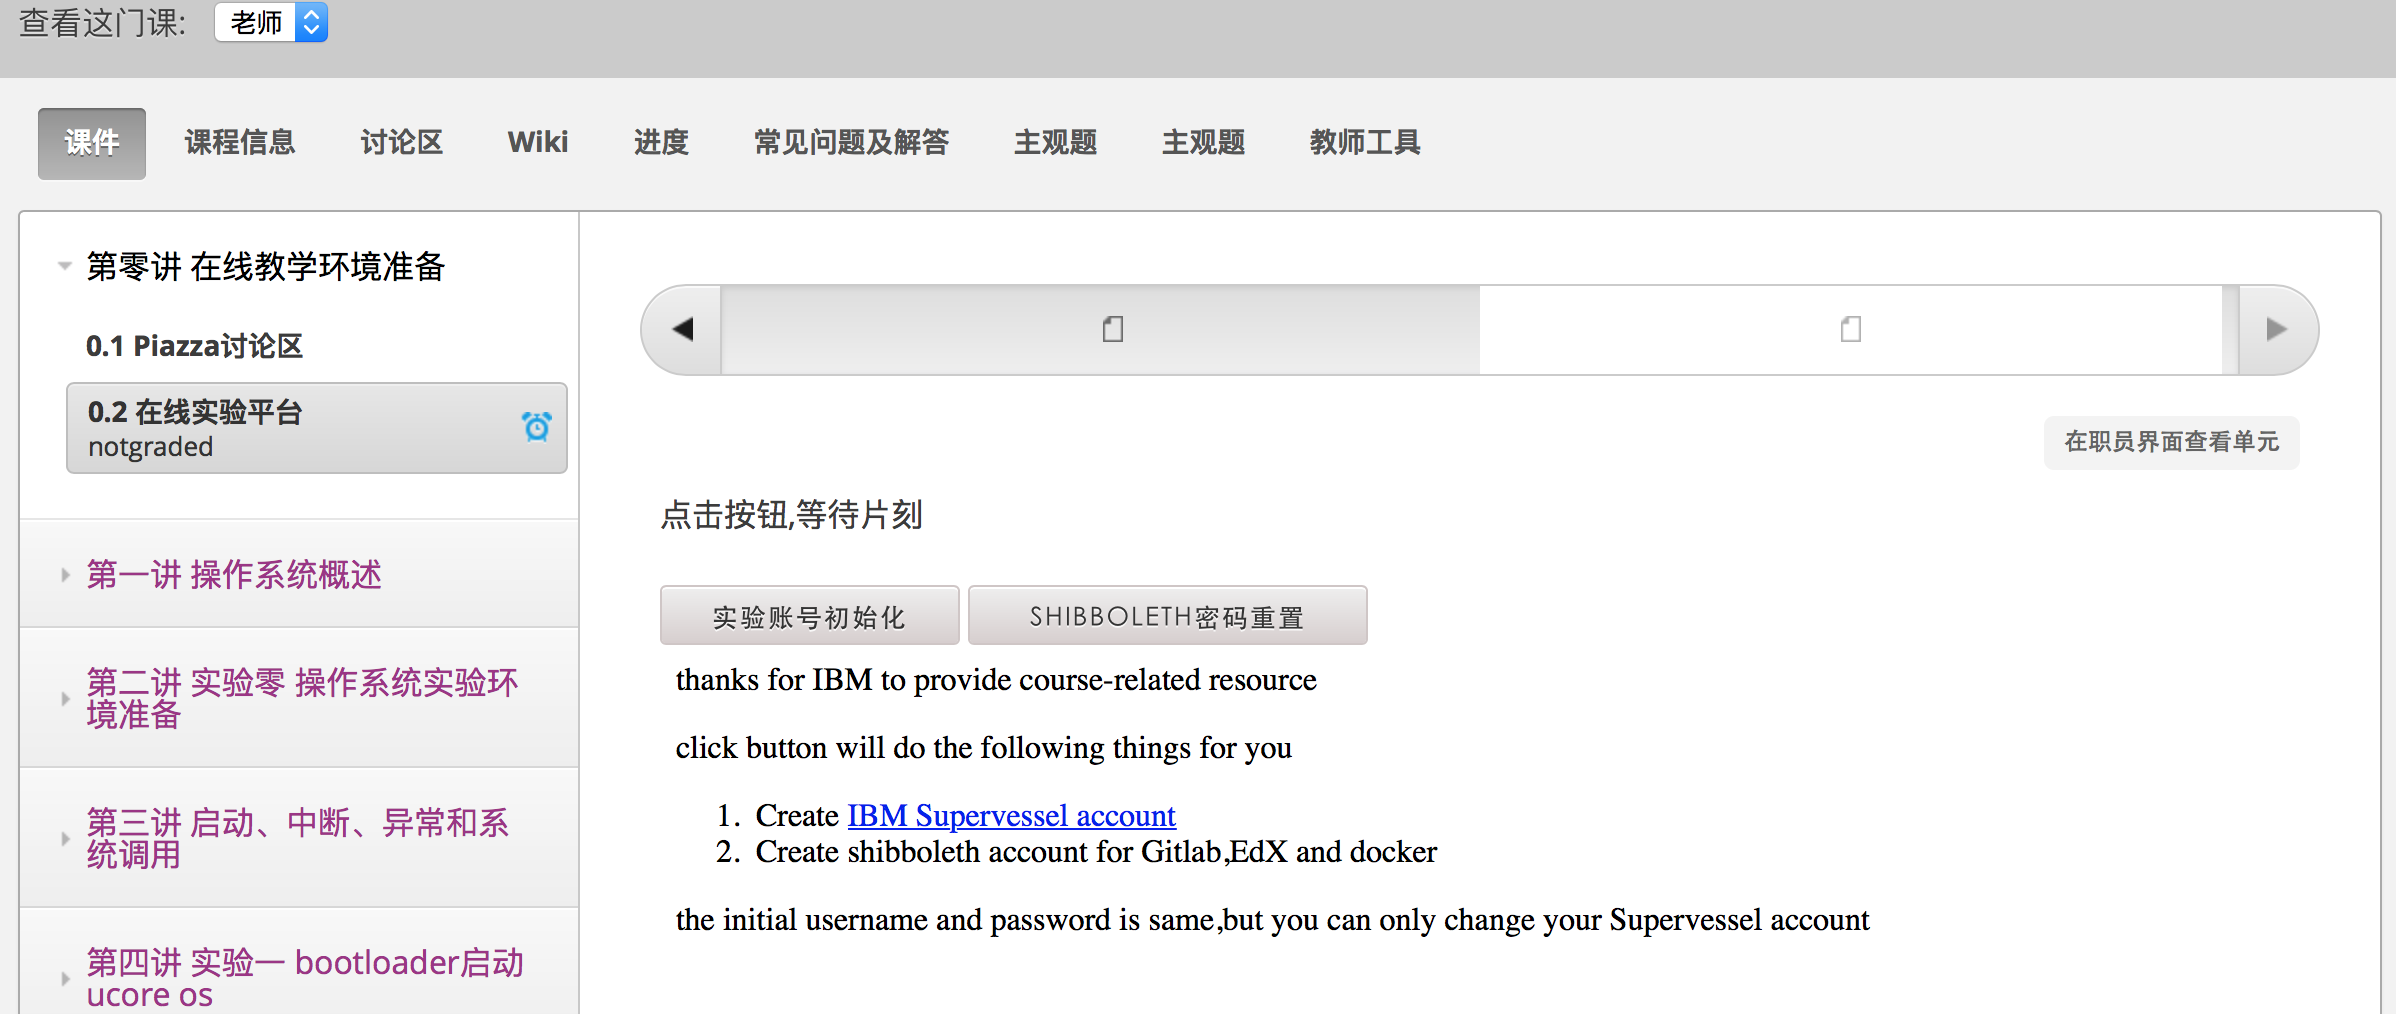 查看这门课: 老师
课件 课程信息 讨论区 Wiki 进度 常见问题及解答 主观题 主观题 教师工具
第零讲 在线教学环境准备
0.1 Piazza讨论区
0.2 在线实验平台
notgraded
第一讲 操作系统概述
第二讲 实验零 操作系统实验环
境准备
第三讲 启动、中断、异常和系
统调用
第四讲 实验一 bootloader启动
ucore os
在职员界面查看单元
点击按钮,等待片刻
实验账号初始化 SHIBBOLETH密码重置
thanks for IBM to provide course-related resource
click button will do the following things for you
1. Create IBM Supervessel account
2. Create shibboleth account for Gitlab,EdX and docker
the initial username and password is same,but you can only change your Supervessel account